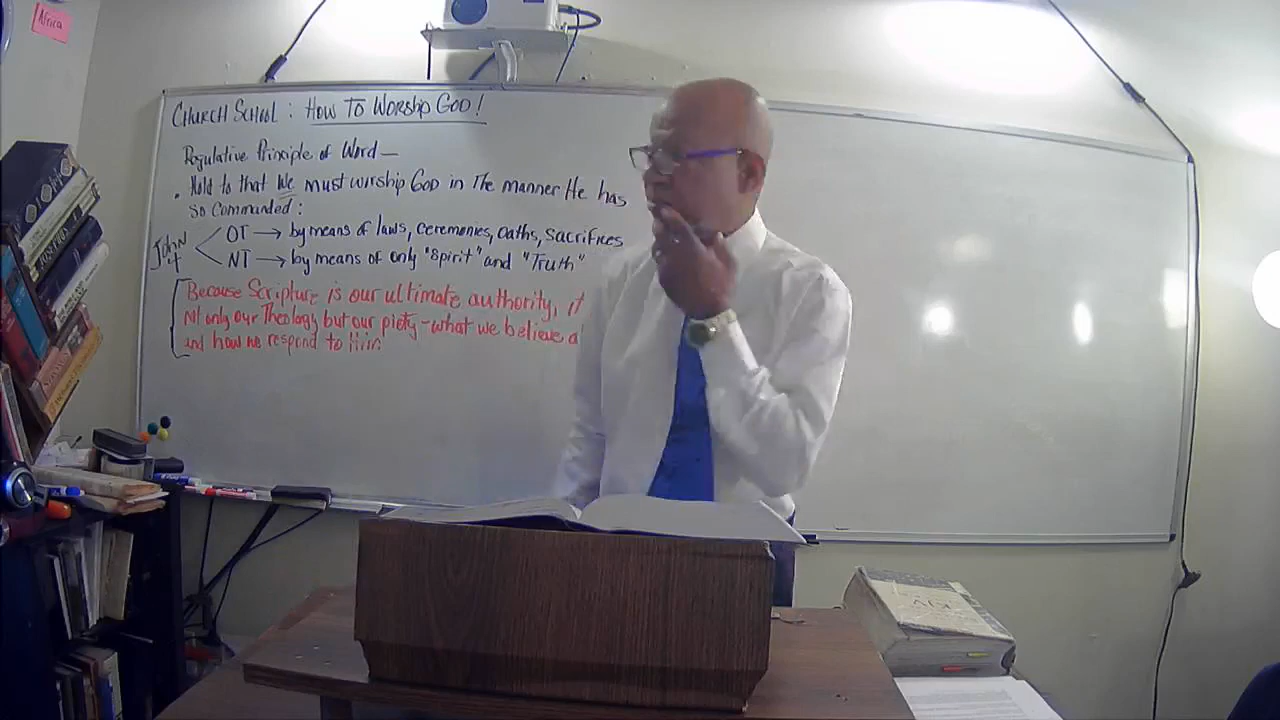 Africa
CHURCH SCHOOL: HOW TO WORSHIP GOD!
Regulative Principle of Word—
• Hold to that We must worship GOD in The manner He has
so Commanded:
John 4
OT → by means of laws, ceremonies, oaths, sacrifices
NT → by means of only "Spirit" and "Truth"
Because Scripture is our ultimate authority, it
not only our Theology but our piety-what we believe a
and how we respond to Him
KJV